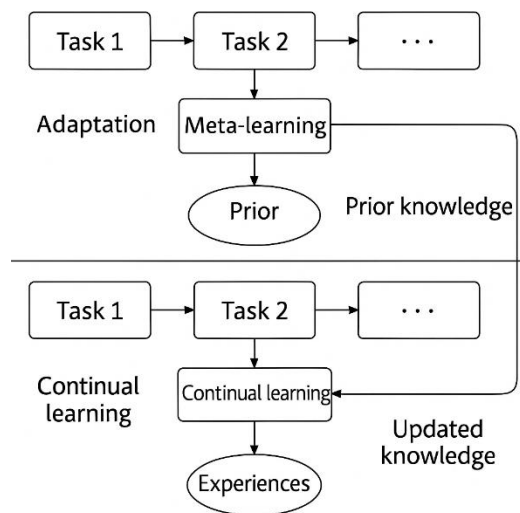 Task 1
Task 2
...
Adaptation
Meta-learning
Prior
Prior knowledge
Task 1
Task 2
...
Continual
learning
Continual learning
Updated
knowledge
Experiences